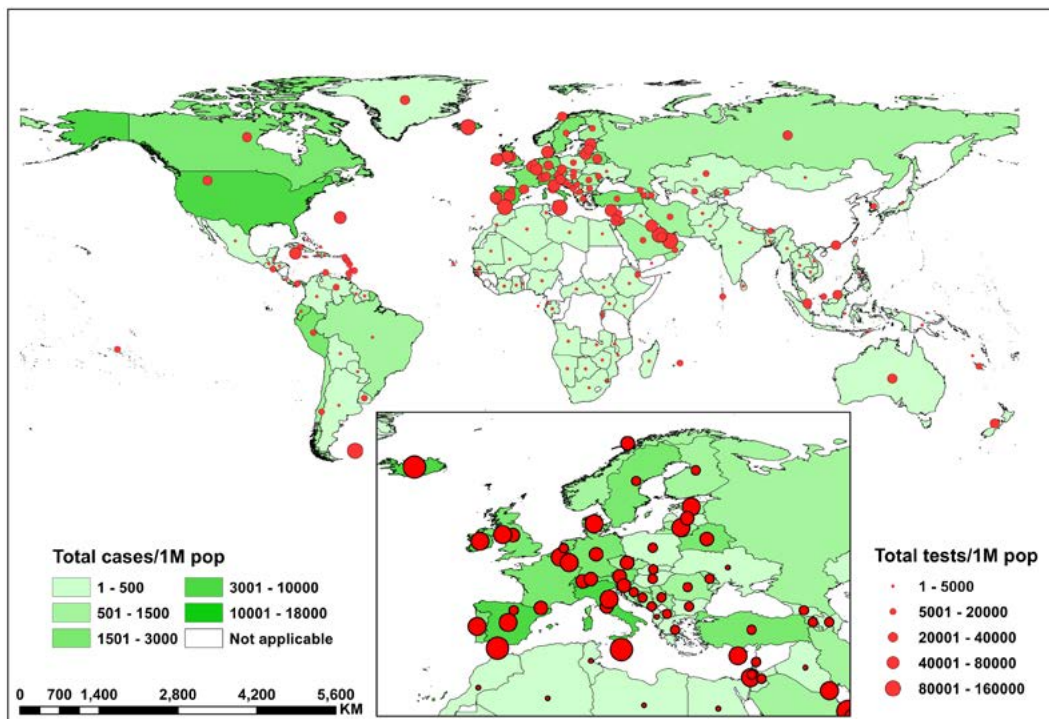 Total cases/1M pop
1 - 500
501 - 1500
1501 - 3000
3001 - 10000
10001 - 18000
Not applicable
0 700 1,400 2,800 4,200 5,600
KM
Total tests/1M pop
1 - 5000
5001 - 20000
20001 - 40000
40001 - 80000
80001 - 160000